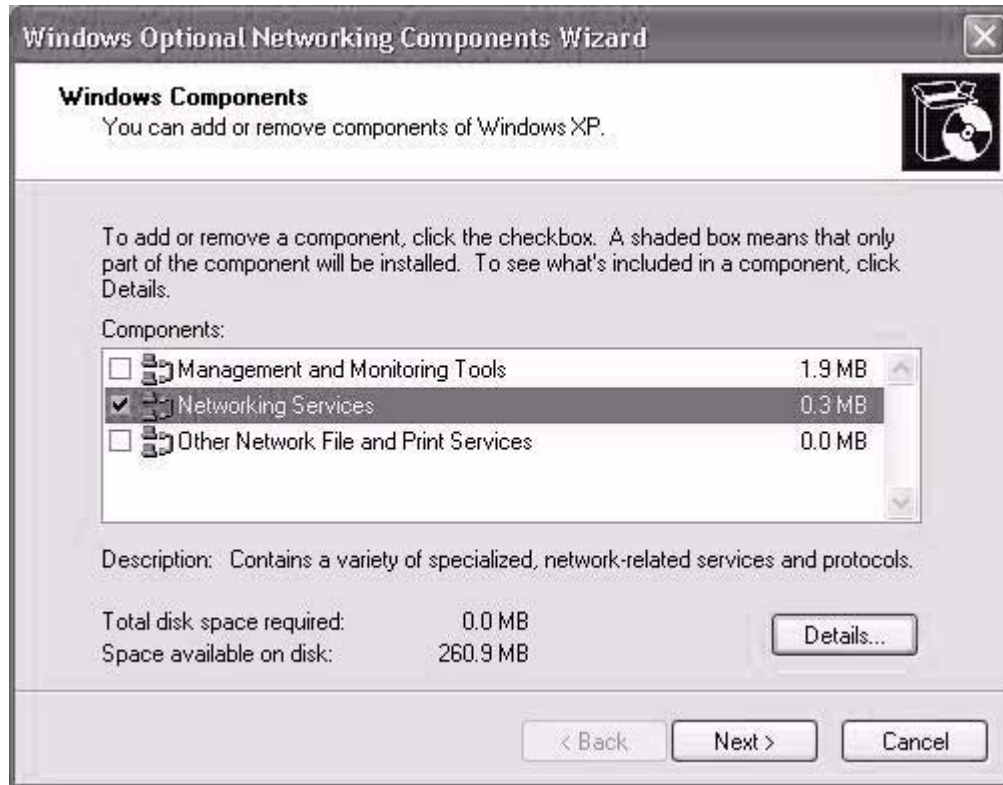 Windows Optional Networking Components Wizard
Windows Components
You can add or remove components of Windows XP.
To add or remove a component, click the checkbox. A shaded box means that only
part of the component will be installed. To see what's included in a component, click
Details.
Components:
Management and Monitoring Tools 1.9 MB
Networking Services 0.3 MB
Other Network File and Print Services 0.0 MB
Description: Contains a variety of specialized, network-related services and protocols.
Total disk space required: 0.0 MB
Space available on disk: 260.9 MB
Details...
< Back Next > Cancel